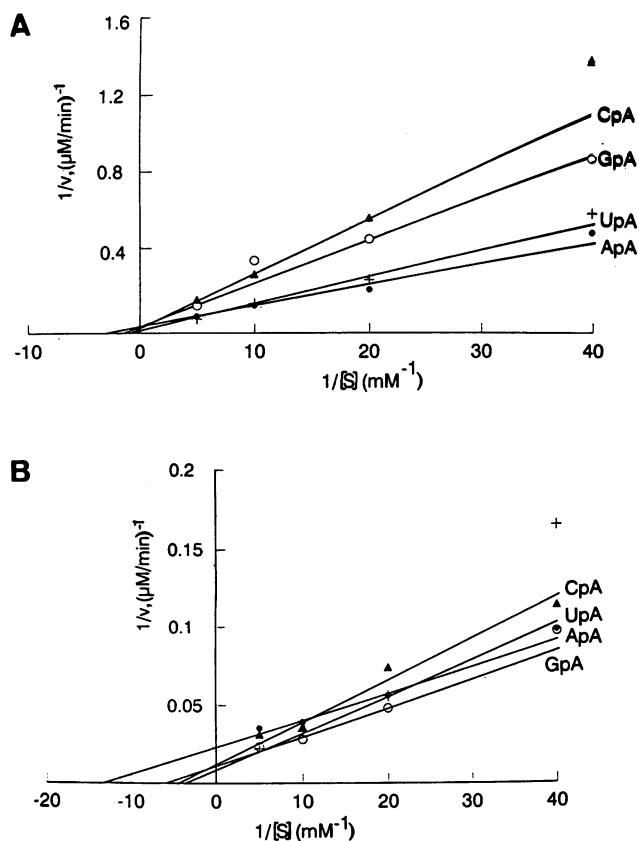 A
1/v, (μM/min)⁻¹
1.6
1.2
0.8
0.4
CpA
GpA
UpA
ApA
-10
0
10
20
30
40
1/[S] (mM⁻¹)
B
1/v, (μM/min)⁻¹
0.2
0.15
0.1
0.05
CpA
UpA
ApA
GpA
-20
-10
0
10
20
30
40
1/[S] (mM⁻¹)